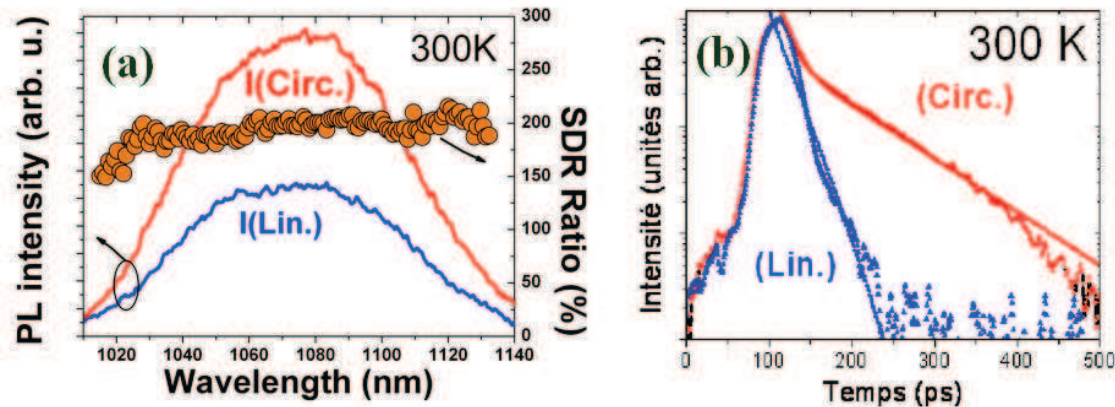 (a)
300K
I(Circ.)
I(Lin.)
PL intensity (arb. u.)
SDR Ratio (%)
0
50
100
150
200
250
300
1020
1040
1060
1080
1100
1120
1140
Wavelength (nm)
(b)
300 K
(Circ.)
(Lin.)
Intensité (unités arb.)
0
100
200
300
400
500
Temps (ps)